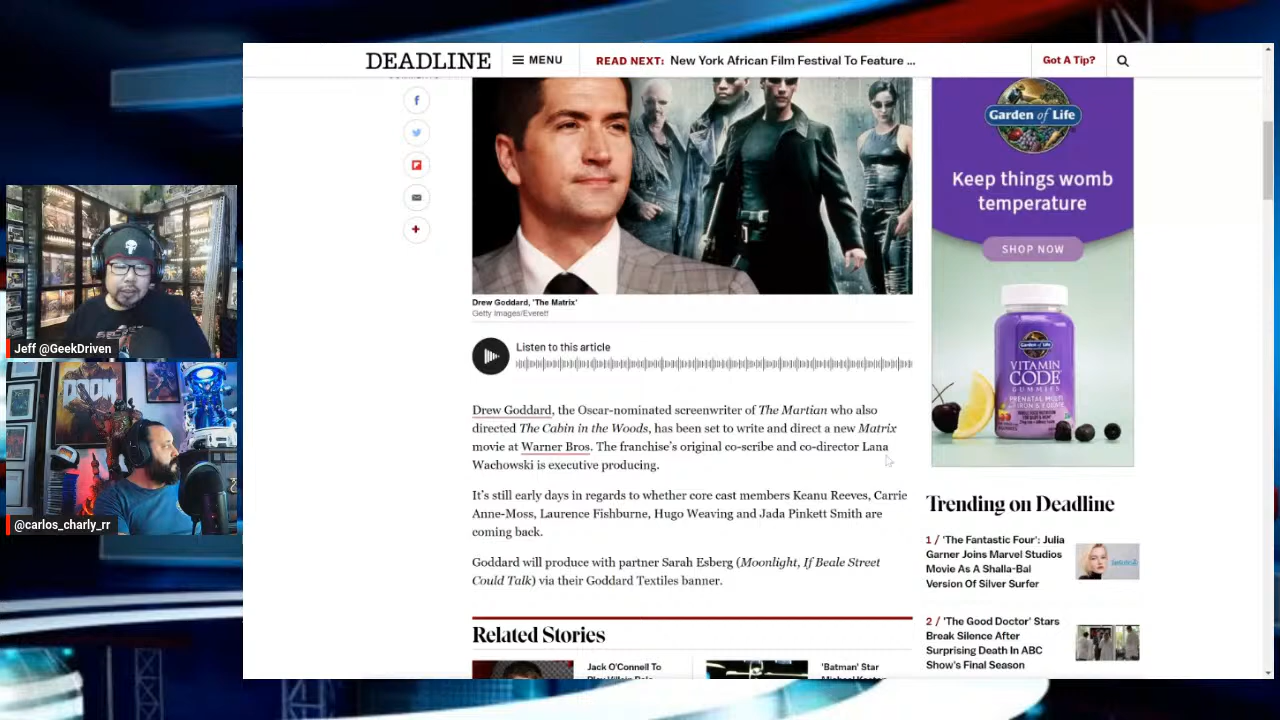 DEADLINE
MENU
READ NEXT: New York African Film Festival To Feature ...
Got A Tip?
f
+
Drew Goddard, 'The Matrix'
Getty Images/Everett
Listen to this article
Drew Goddard, the Oscar-nominated screenwriter of The Martian who also
directed The Cabin in the Woods, has been set to write and direct a new Matrix
movie at Warner Bros. The franchise's original co-scribe and co-director Lana
Wachowski is executive producing.
It's still early days in regards to whether core cast members Keanu Reeves, Carrie
Anne-Moss, Laurence Fishburne, Hugo Weaving and Jada Pinkett Smith are
coming back.
Goddard will produce with partner Sarah Esberg (Moonlight, If Beale Street
Could Talk) via their Goddard Textiles banner.
Related Stories
Jack O'Connell To
'Batman' Star
Garden of Life
Keep things womb
temperature
SHOP NOW
Garden of Life
VITAMIN
CODE
GUMMIES
Trending on Deadline
1 / 'The Fantastic Four': Julia
Garner Joins Marvel Studios
Movie As A Shalla-Bal
Version Of Silver Surfer
2 / 'The Good Doctor' Stars
Break Silence After
Surprising Death In ABC
Show's Final Season
Jeff @GeekDriven
DOOM
@carlos_charly_rr